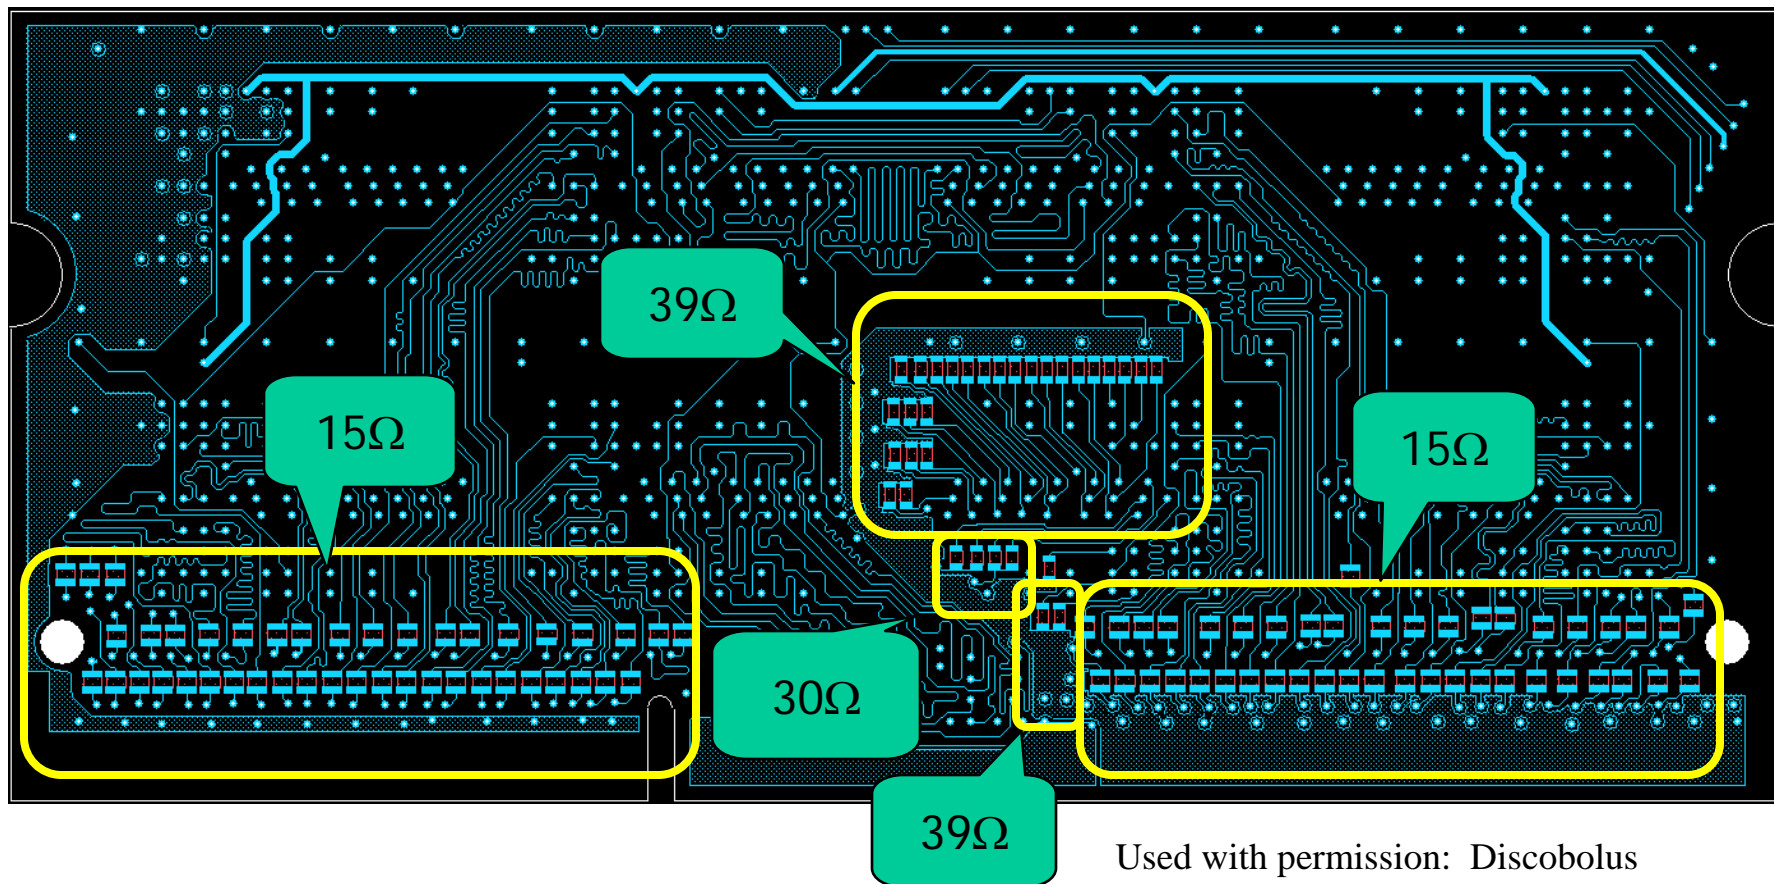 39Ω
15Ω
15Ω
30Ω
39Ω
Used with permission:  Discobolus